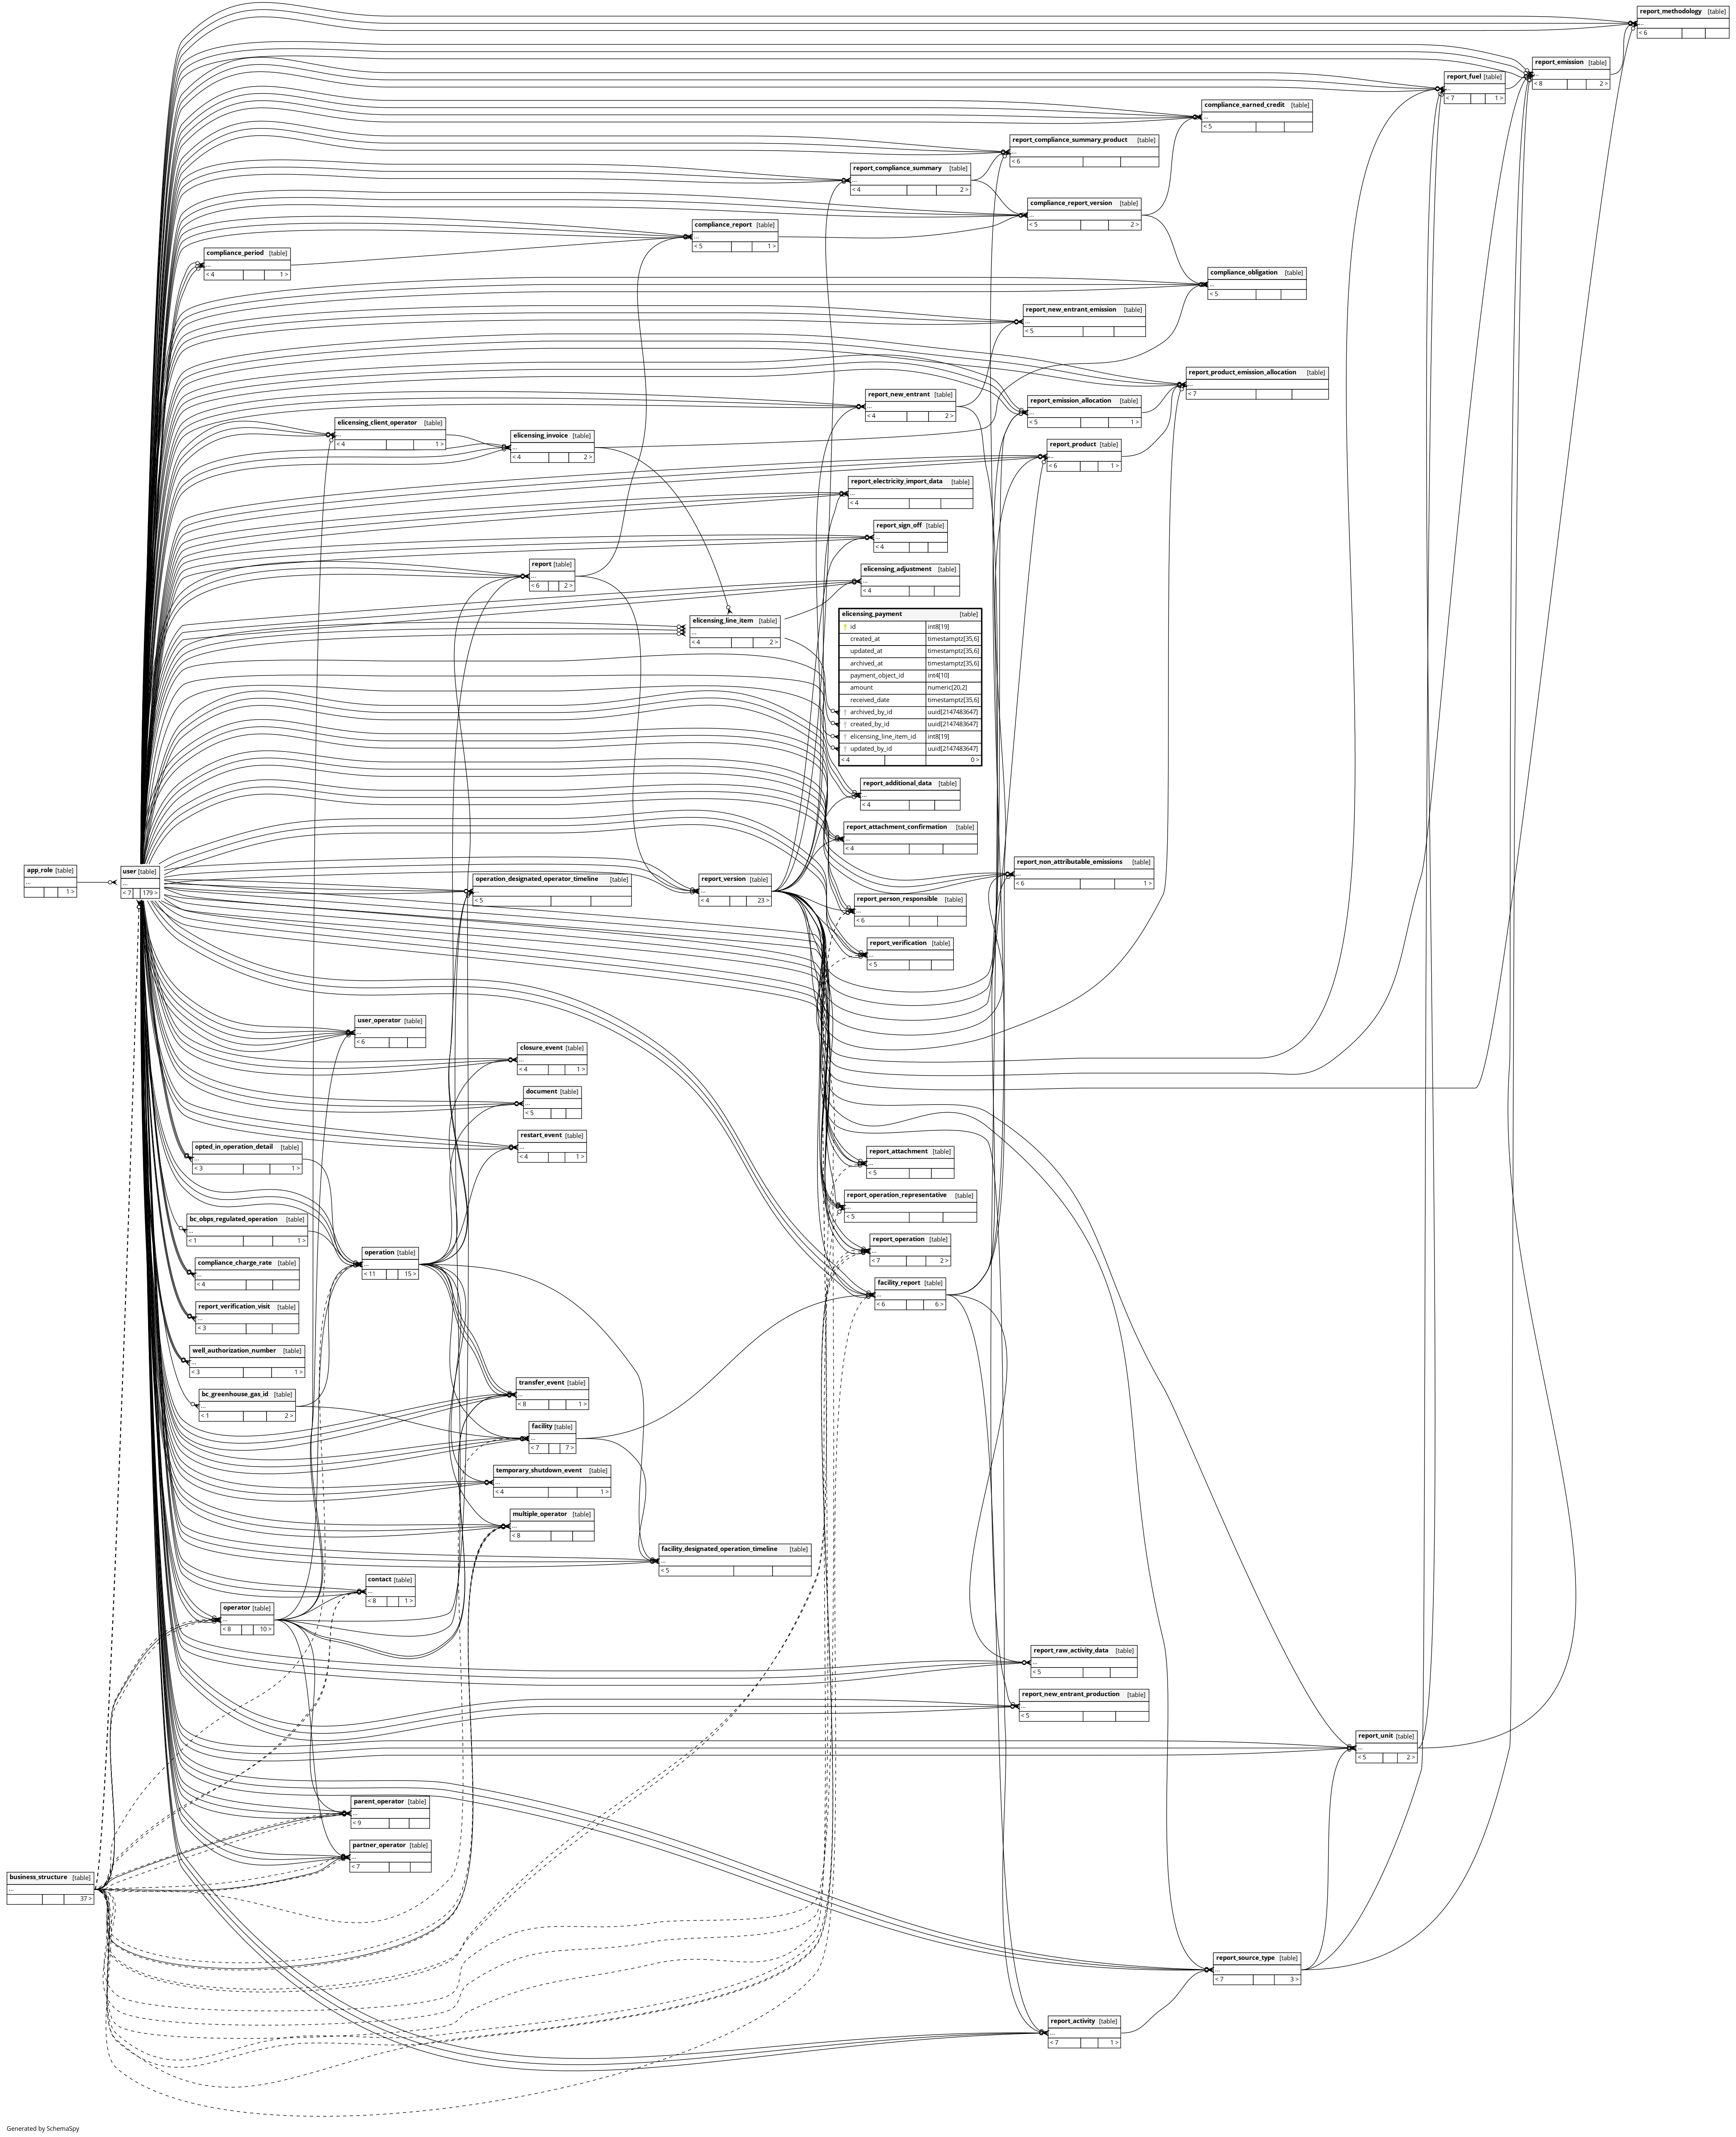 report_methodology [table]
...
< 6
report_emission [table]
...
< 8 2 >
report_fuel [table]
...
< 7 1 >
compliance_earned_credit [table]
...
< 5
report_compliance_summary_product [table]
...
< 6
report_compliance_summary [table]
...
< 4 2 >
compliance_report_version [table]
...
< 5 2 >
compliance_report [table]
...
< 5 1 >
compliance_period [table]
...
< 4 1 >
compliance_obligation [table]
...
< 5
report_new_entrant_emission [table]
...
< 5
report_product_emission_allocation [table]
...
< 7
report_new_entrant [table]
...
< 4 2 >
report_emission_allocation [table]
...
< 5 1 >
elicensing_client_operator [table]
...
< 4 1 >
elicensing_invoice [table]
...
< 4 2 >
report_product [table]
...
< 6 1 >
report_electricity_import_data [table]
...
< 4
report_sign_off [table]
...
< 4
report [table]
...
< 6 2 >
elicensing_adjustment [table]
...
< 4
elicensing_line_item [table]
...
< 4 2 >
elicensing_payment [table]
id int8[19]
created_at timestamptz[35,6]
updated_at timestamptz[35,6]
archived_at timestamptz[35,6]
payment_object_id int4[10]
amount numeric[20,2]
received_date timestamptz[35,6]
archived_by_id uuid[2147483647]
created_by_id uuid[2147483647]
elicensing_line_item_id int8[19]
updated_by_id uuid[2147483647]
< 4 0 >
report_additional_data [table]
...
< 4
report_attachment_confirmation [table]
...
< 4
app_role [table]
...
1 >
user [table]
...
< 7 179 >
operation_designated_operator_timeline [table]
...
< 5
report_version [table]
...
< 4 23 >
report_non_attributable_emissions [table]
...
< 6 1 >
report_person_responsible [table]
...
< 6
report_verification [table]
...
< 5
user_operator [table]
...
< 6
closure_event [table]
...
< 4 1 >
document [table]
...
< 5
restart_event [table]
...
< 4 1 >
opted_in_operation_detail [table]
...
< 3 1 >
report_attachment [table]
...
< 5
report_operation_representative [table]
...
< 5
bc_obps_regulated_operation [table]
...
< 1 1 >
report_operation [table]
...
< 7 2 >
operation [table]
...
< 11 15 >
compliance_charge_rate [table]
...
< 4
facility_report [table]
...
< 6 6 >
report_verification_visit [table]
...
< 3
well_authorization_number [table]
...
< 3 1 >
transfer_event [table]
...
< 8 1 >
bc_greenhouse_gas_id [table]
...
< 1 2 >
facility [table]
...
< 7 7 >
temporary_shutdown_event [table]
...
< 4 1 >
multiple_operator [table]
...
< 8
facility_designated_operation_timeline [table]
...
< 5
contact [table]
...
< 8 1 >
operator [table]
...
< 8 10 >
report_raw_activity_data [table]
...
< 5
report_new_entrant_production [table]
...
< 5
report_unit [table]
...
< 5 2 >
parent_operator [table]
...
< 9
partner_operator [table]
...
< 7
business_structure [table]
...
37 >
report_source_type [table]
...
< 7 3 >
report_activity [table]
...
< 7 1 >
Generated by SchemaSpy